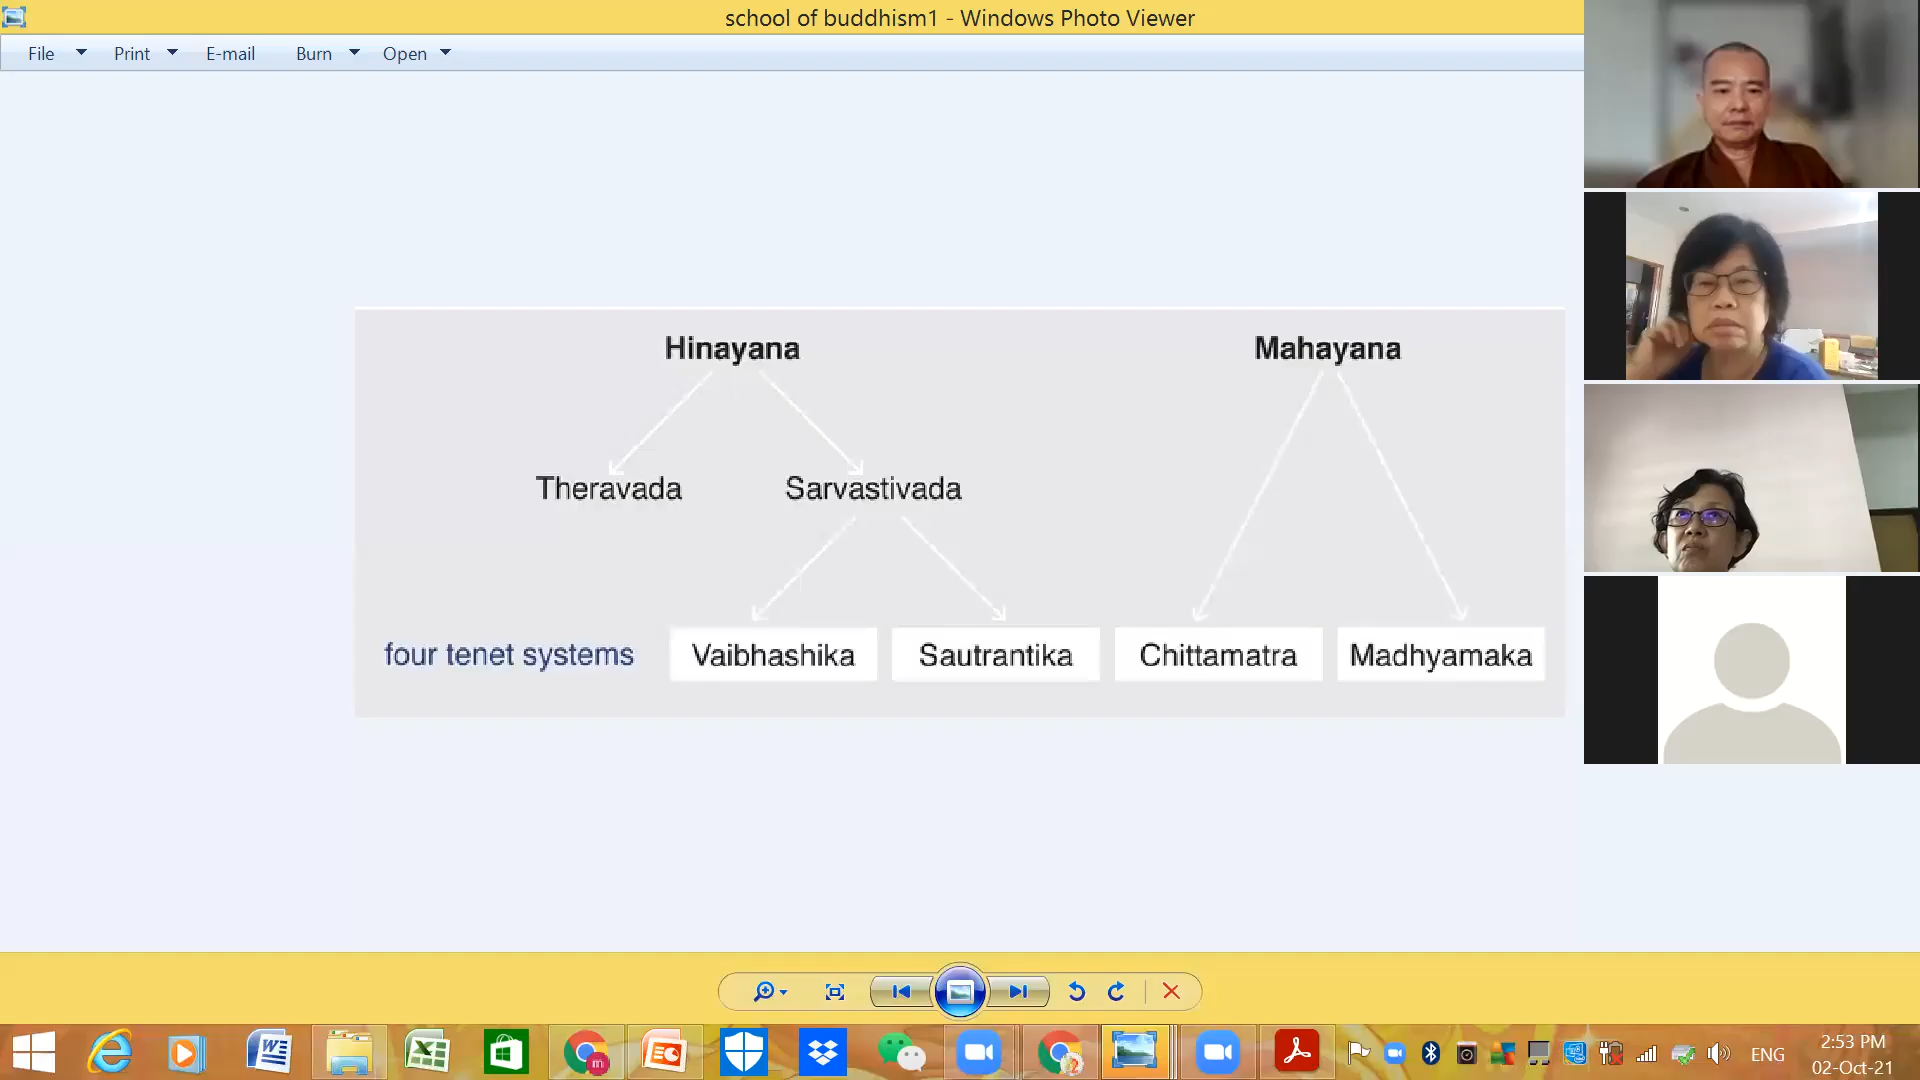 school of buddhism1 - Windows Photo Viewer
File Print E-mail Burn Open
Hinayana Mahayana
Theravada Sarvastivada
four tenet systems Vaibhashika Sautrantika Chittamatra Madhyamaka
ENG
2:53 PM
02-Oct-21